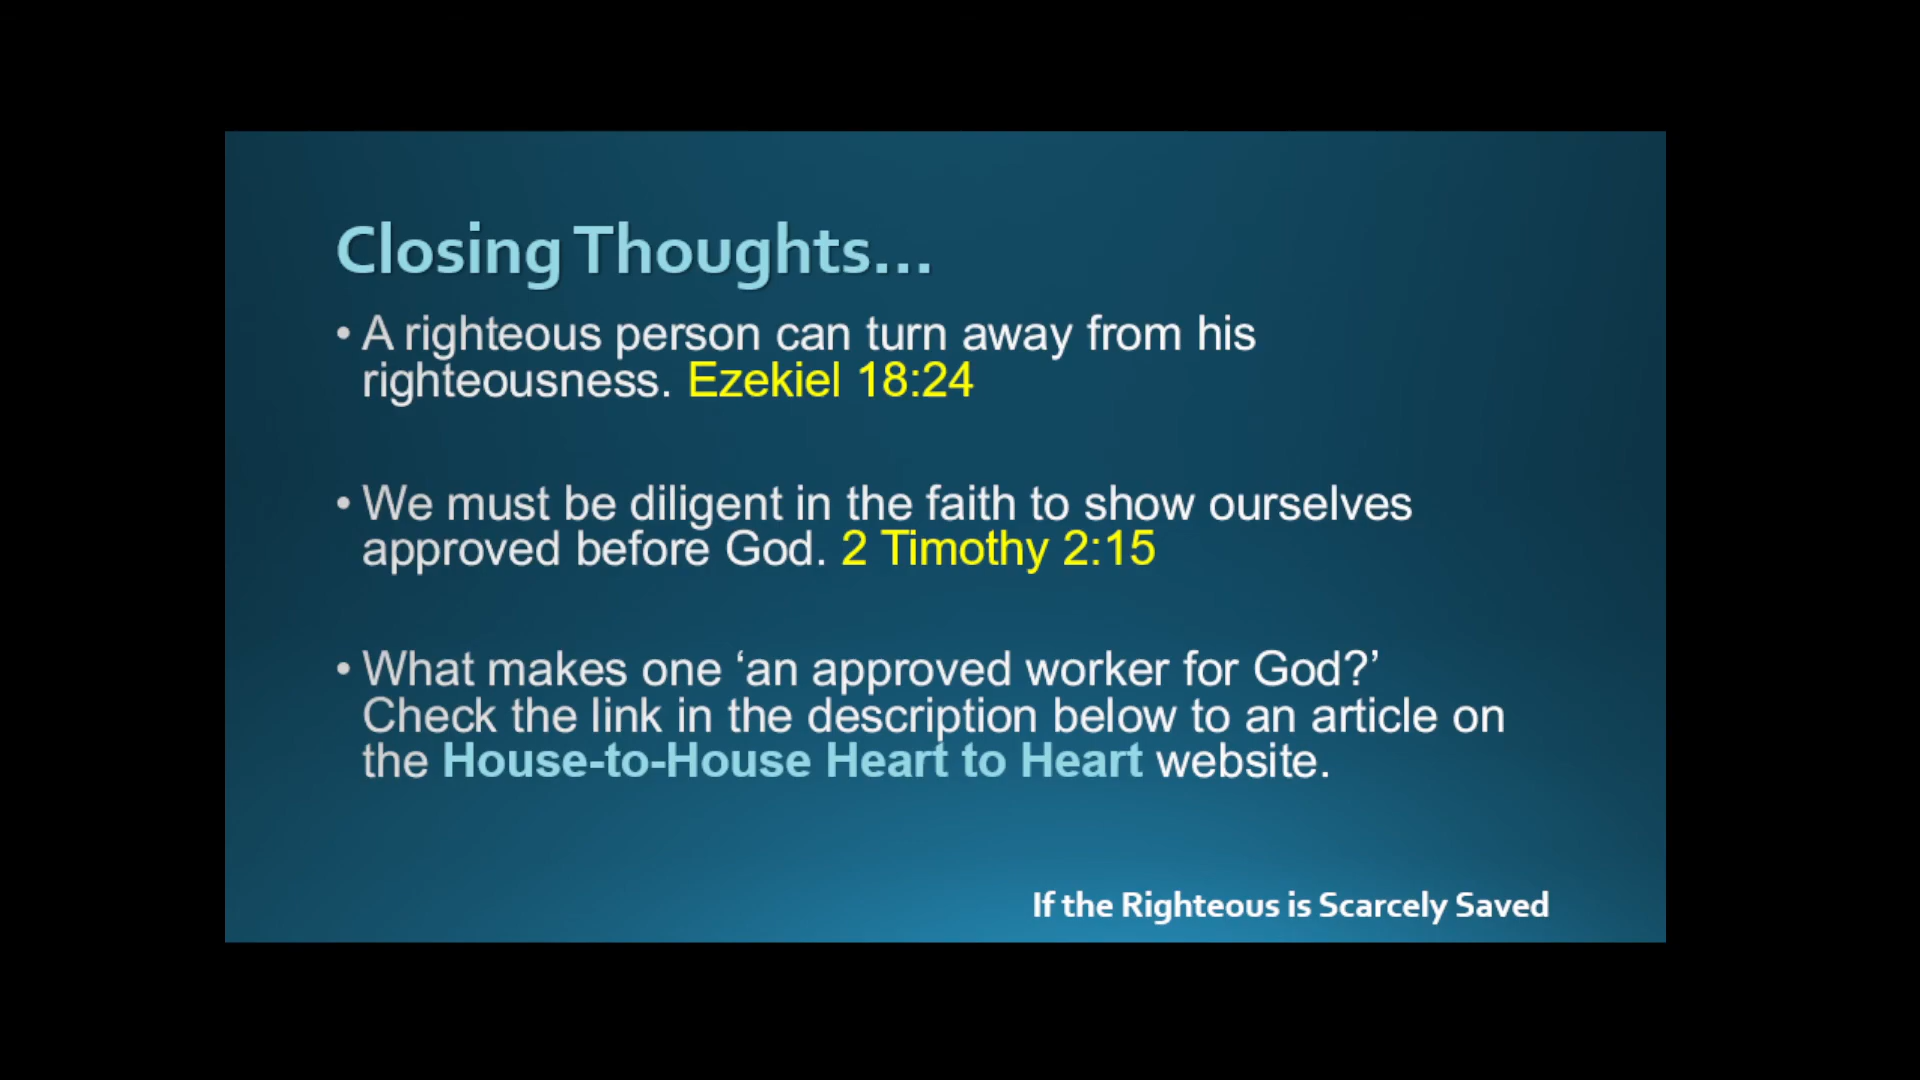 Closing Thoughts...
• A righteous person can turn away from his
righteousness. Ezekiel 18:24
• We must be diligent in the faith to show ourselves
approved before God. 2 Timothy 2:15
• What makes one ‘an approved worker for God?’
Check the link in the description below to an article on
the House-to-House Heart to Heart website.
If the Righteous is Scarcely Saved